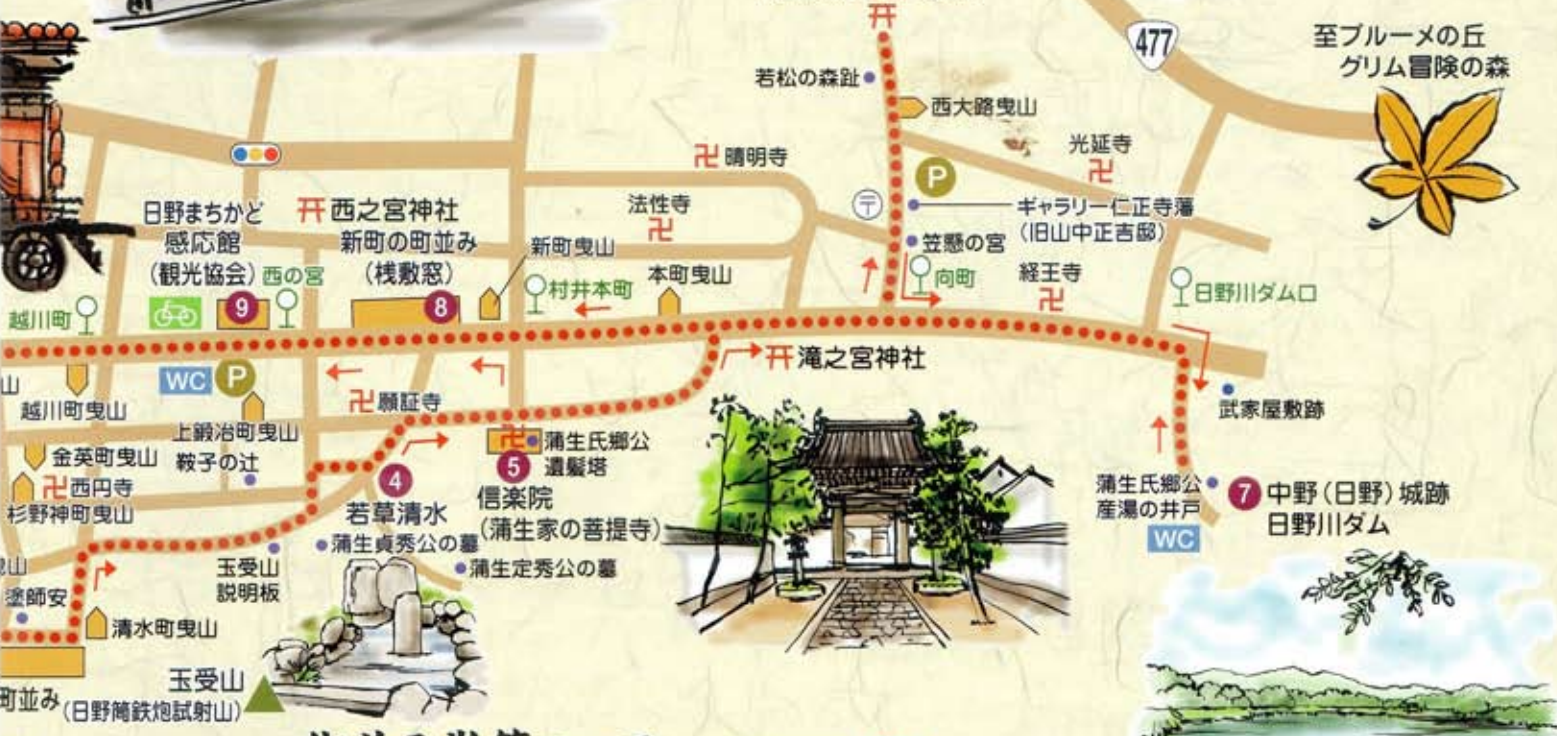 477
至ブルーメの丘
グリム冒険の森
若松の森趾
西大路曳山
光延寺
卍
卍 晴明寺
P
法性寺
卍
〒
ギャラリー仁正寺藩
(旧山中正吉邸)
笠懸の宮
向町
経王寺
卍
日野川ダム口
日野まちかど
感応館
(観光協会)
西の宮
西之宮神社
新町の町並み
(桟敷窓)
新町曳山
村井本町
本町曳山
越川町
9
8
滝之宮神社
WC
P
山
越川町曳山
卍 願証寺
武家屋敷跡
上鍛冶町曳山
金英町曳山
鞍子の辻
卍 西円寺
杉野神町曳山
4
若草清水
卍
蒲生氏郷公
遺髪塔
5
信楽院
(蒲生家の菩提寺)
蒲生貞秀公の墓
蒲生定秀公の墓
蒲生氏郷公
産湯の井戸
WC
7
中野(日野)城跡
日野川ダム
玉受山
説明板
塗師安
清水町曳山
町並み
玉受山
(日野筒鉄炮試射山)